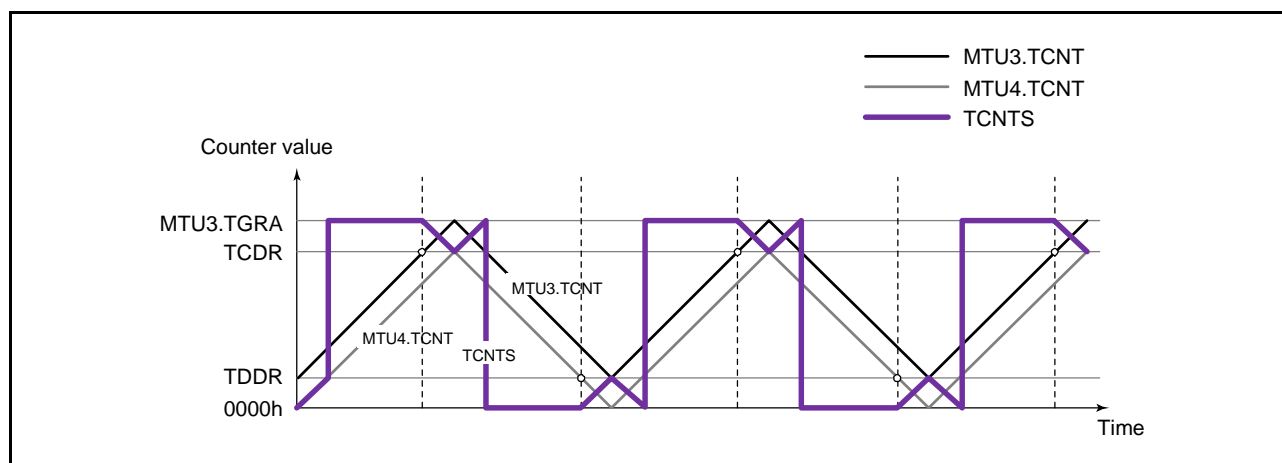 MTU3.TCNT
MTU4.TCNT
TCNTS
Counter value
MTU3.TGRA
TCDR
MTU3.TCNT
MTU4.TCNT
TCNTS
TDDR
0000h
Time